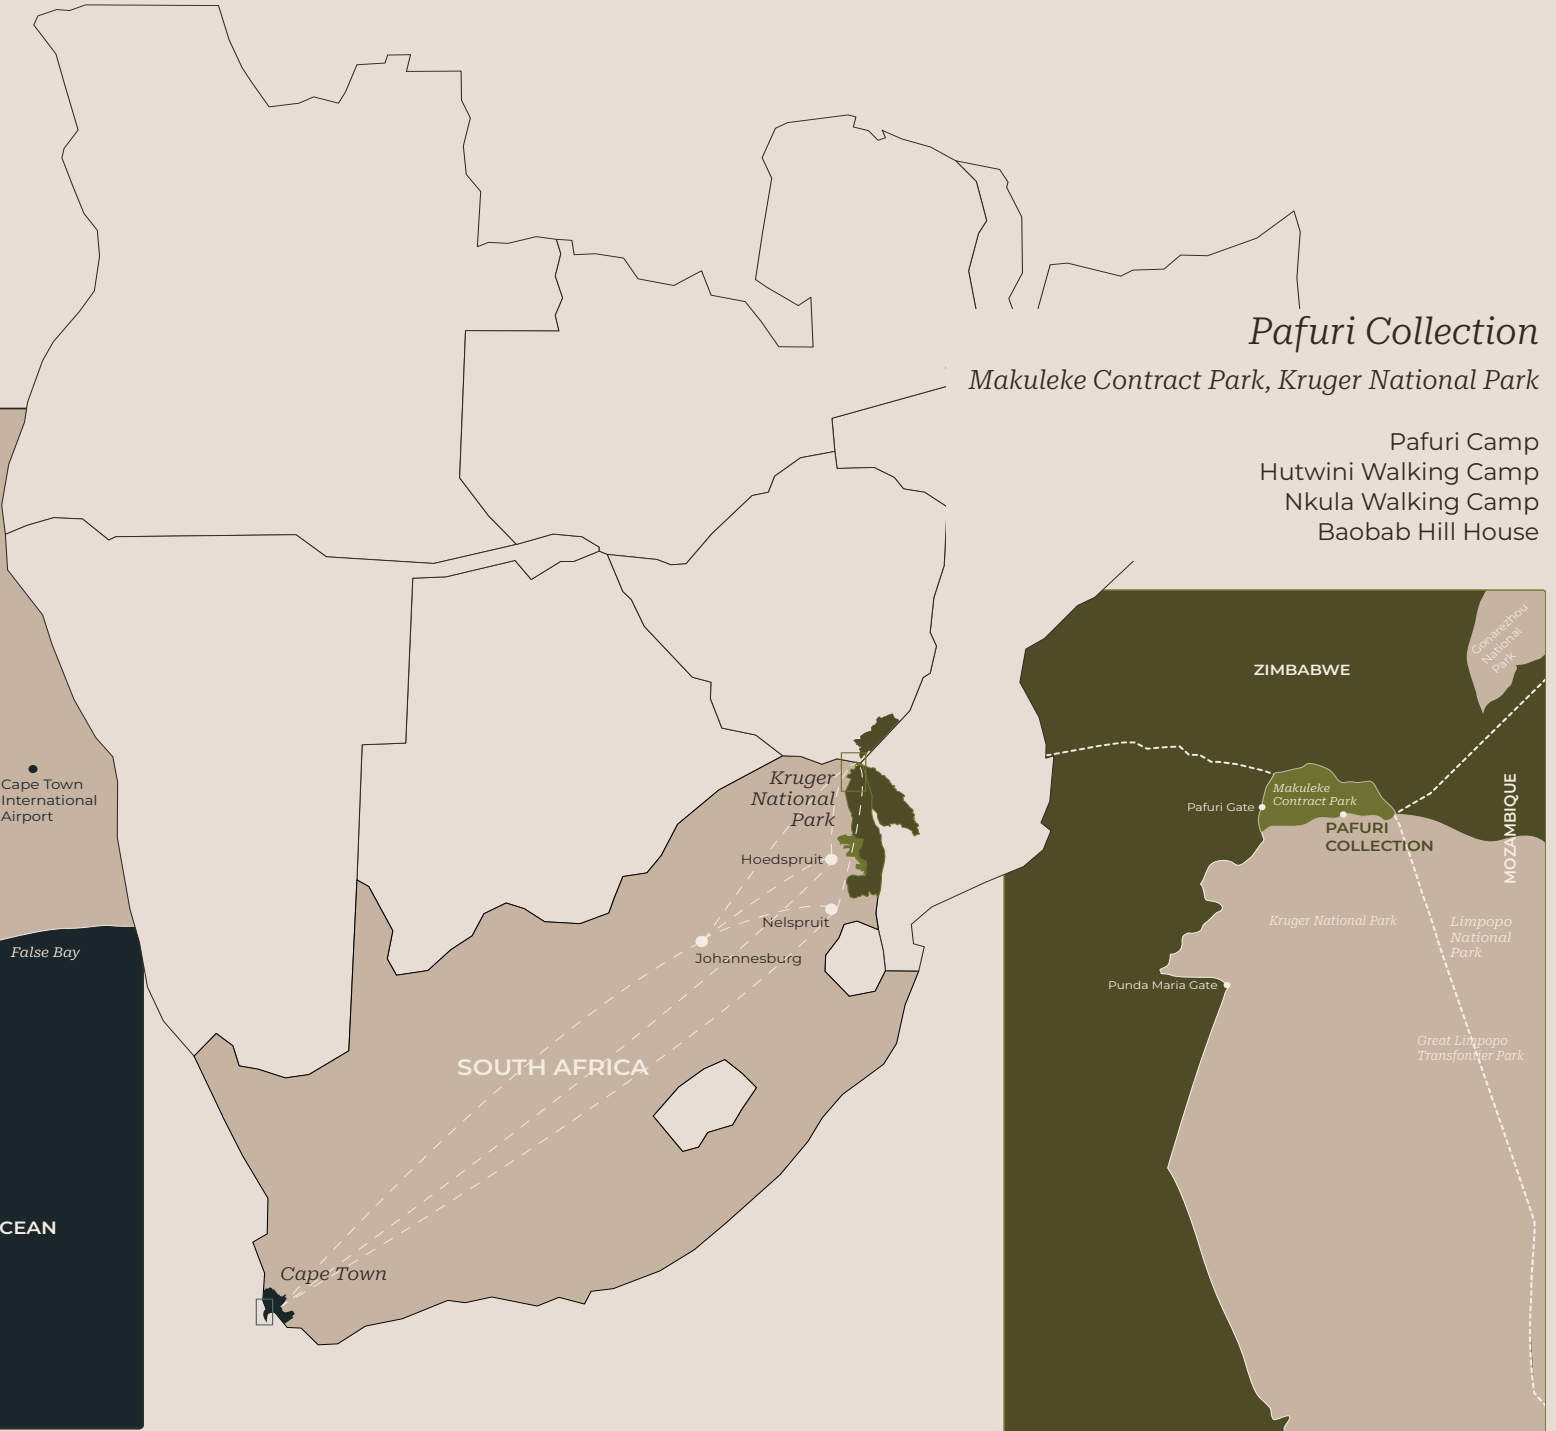 Pafuri Collection
Makuleke Contract Park, Kruger National Park
Pafuri Camp
Hutwini Walking Camp
Nkula Walking Camp
Baobab Hill House
Gonarezhou
National
Park
ZIMBABWE
MOZAMBIQUE
Makuleke
Contract Park
Pafuri Gate
PAFURI
COLLECTION
Kruger National Park
Limpopo
National
Park
Punda Maria Gate
Great Limpopo
Transfontier Park
Kruger
National
Park
Hoedspruit
Nelspruit
Johannesburg
SOUTH AFRICA
Cape Town
Cape Town
International
Airport
False Bay
CEAN